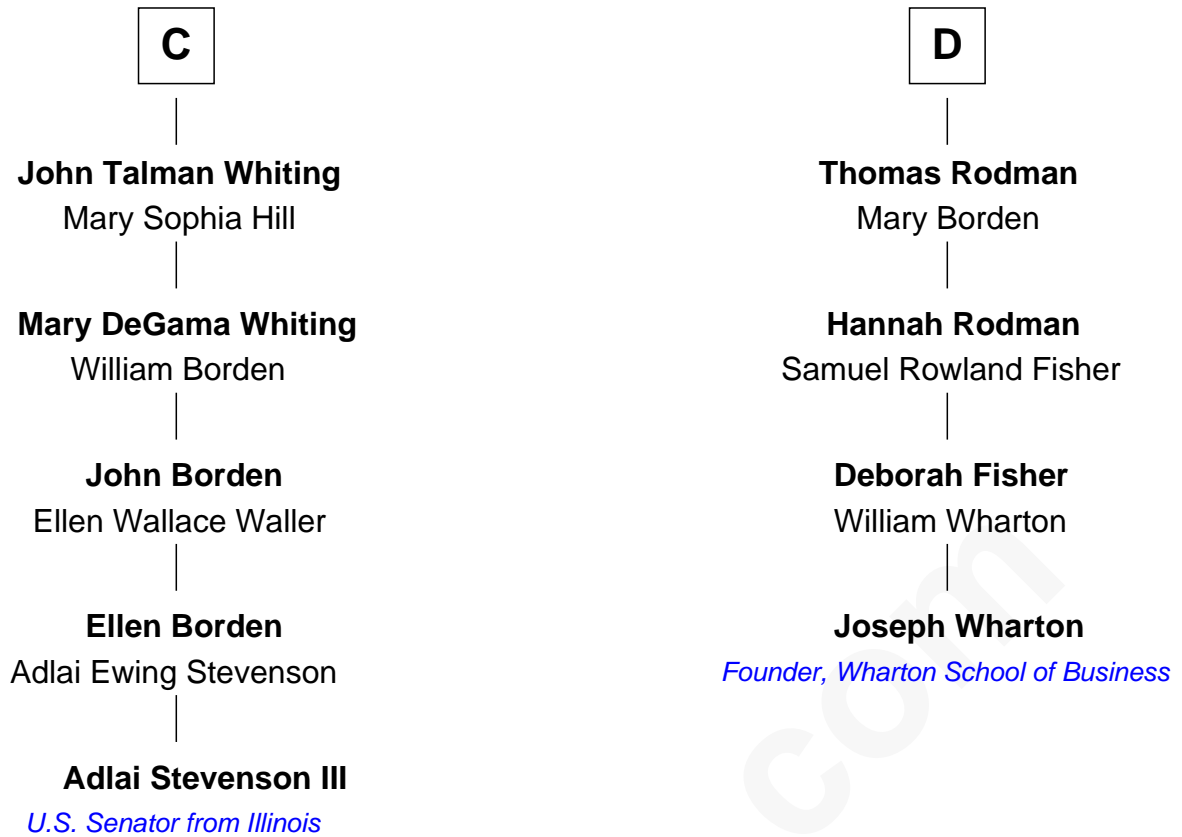 C
John Talman Whiting
Mary Sophia Hill
Mary DeGama Whiting
William Borden
John Borden
Ellen Wallace Waller
Ellen Borden
Adlai Ewing Stevenson
Adlai Stevenson III
U.S. Senator from Illinois
D
Thomas Rodman
Mary Borden
Hannah Rodman
Samuel Rowland Fisher
Deborah Fisher
William Wharton
Joseph Wharton
Founder, Wharton School of Business
com